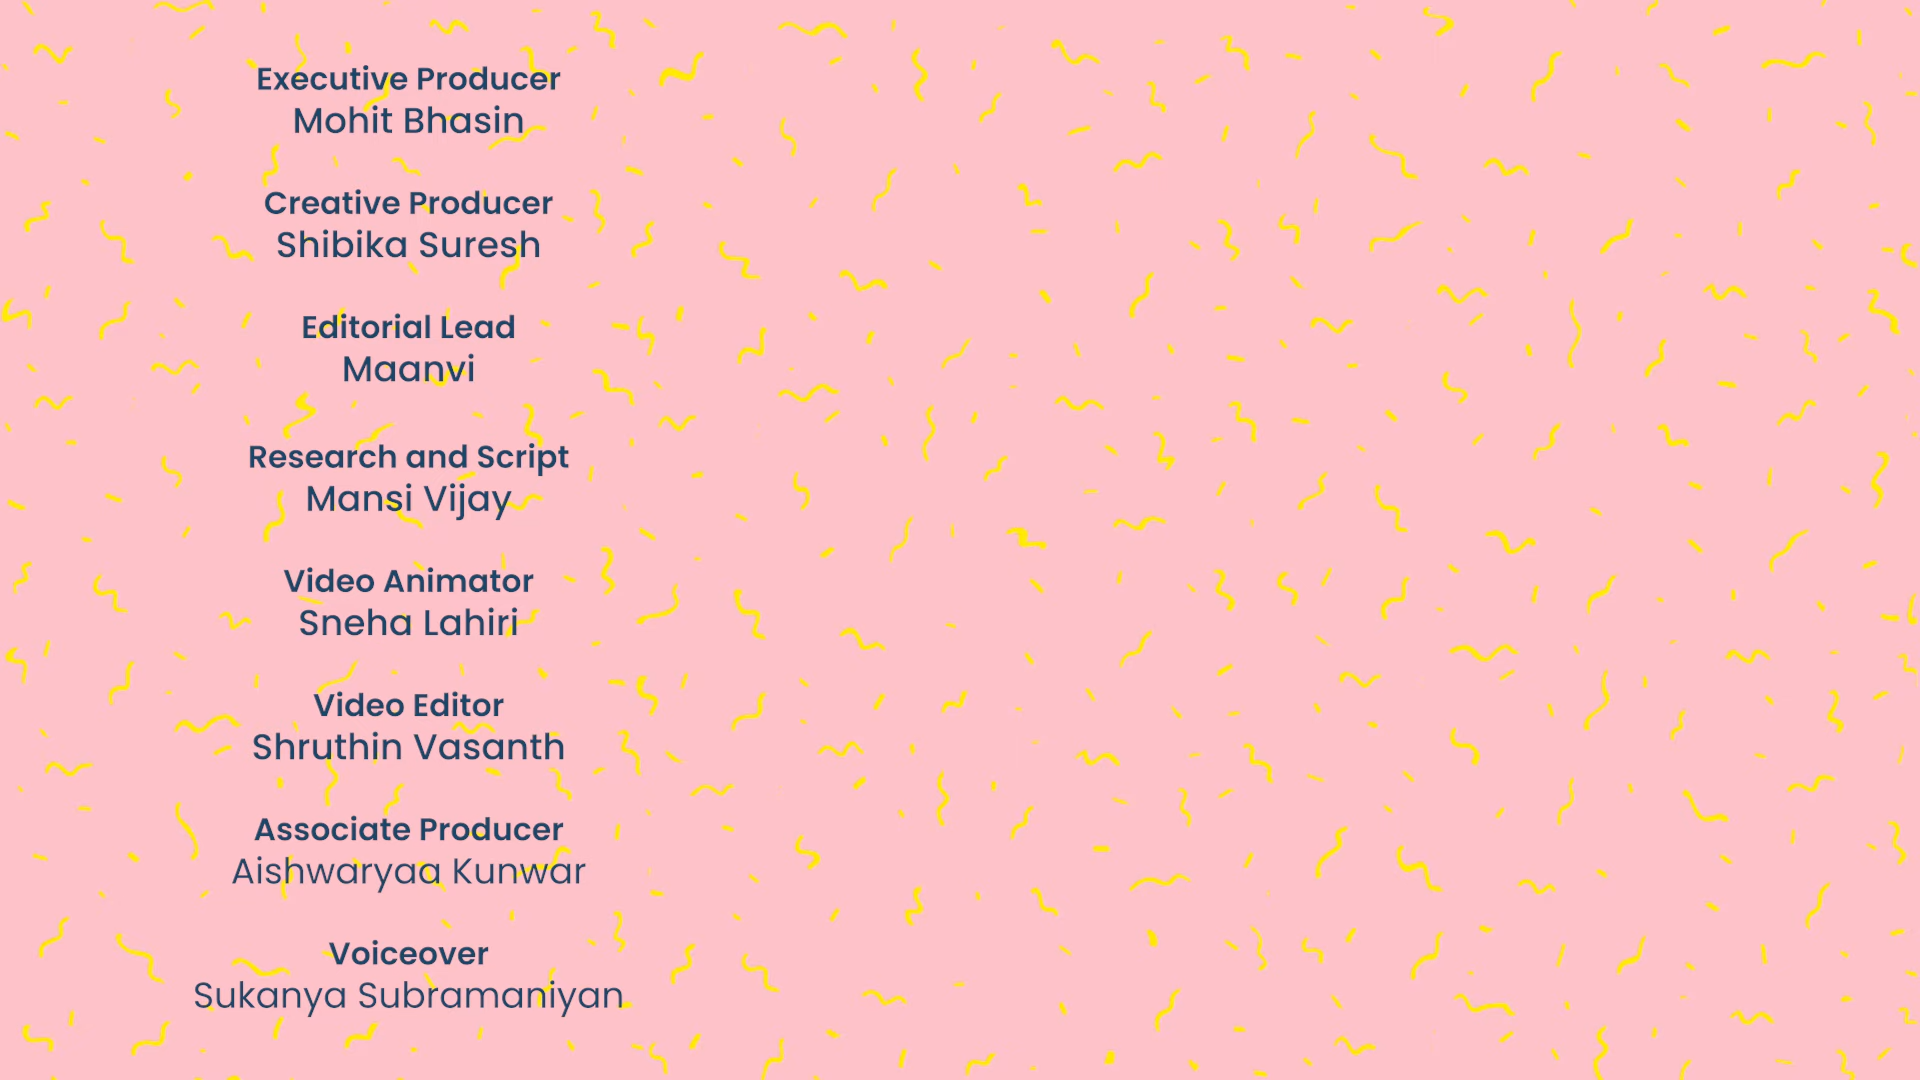 Executive Producer
Mohit Bhasin
Creative Producer
Shibika Suresh
Editorial Lead
Maanvi
Research and Script
Mansi Vijay
Video Animator
Sneha Lahiri
Video Editor
Shruthin Vasanth
Associate Producer
Aishwaryaa Kunwar
Voiceover
Sukanya Subramaniyan